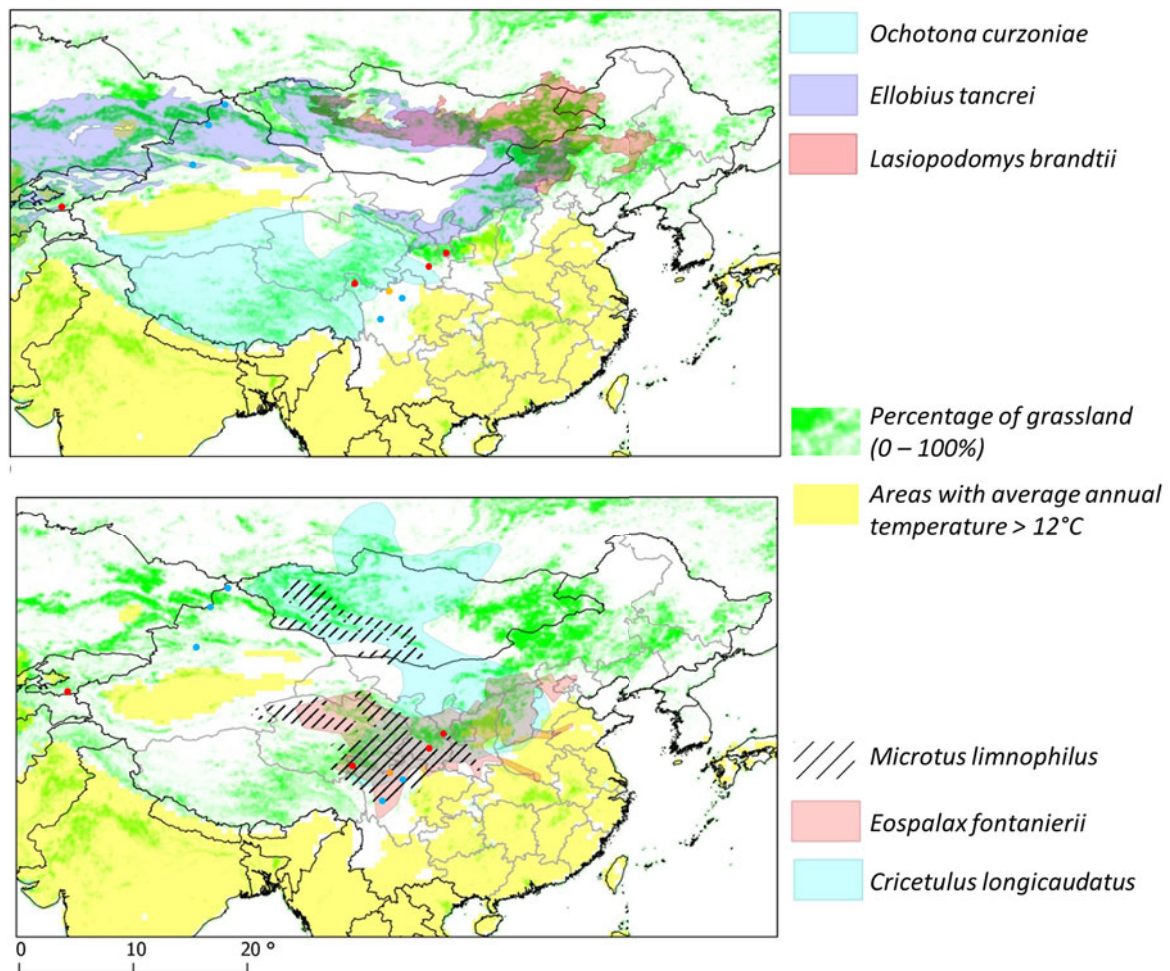 Ochotona curzoniae
Ellobius tancrei
Lasiopodomys brandtii
Percentage of grassland
(0 – 100%)
Areas with average annual
temperature > 12°C
Microtus limnophilus
Eospalax fontanierii
Cricetulus longicaudatus
0 10 20 °